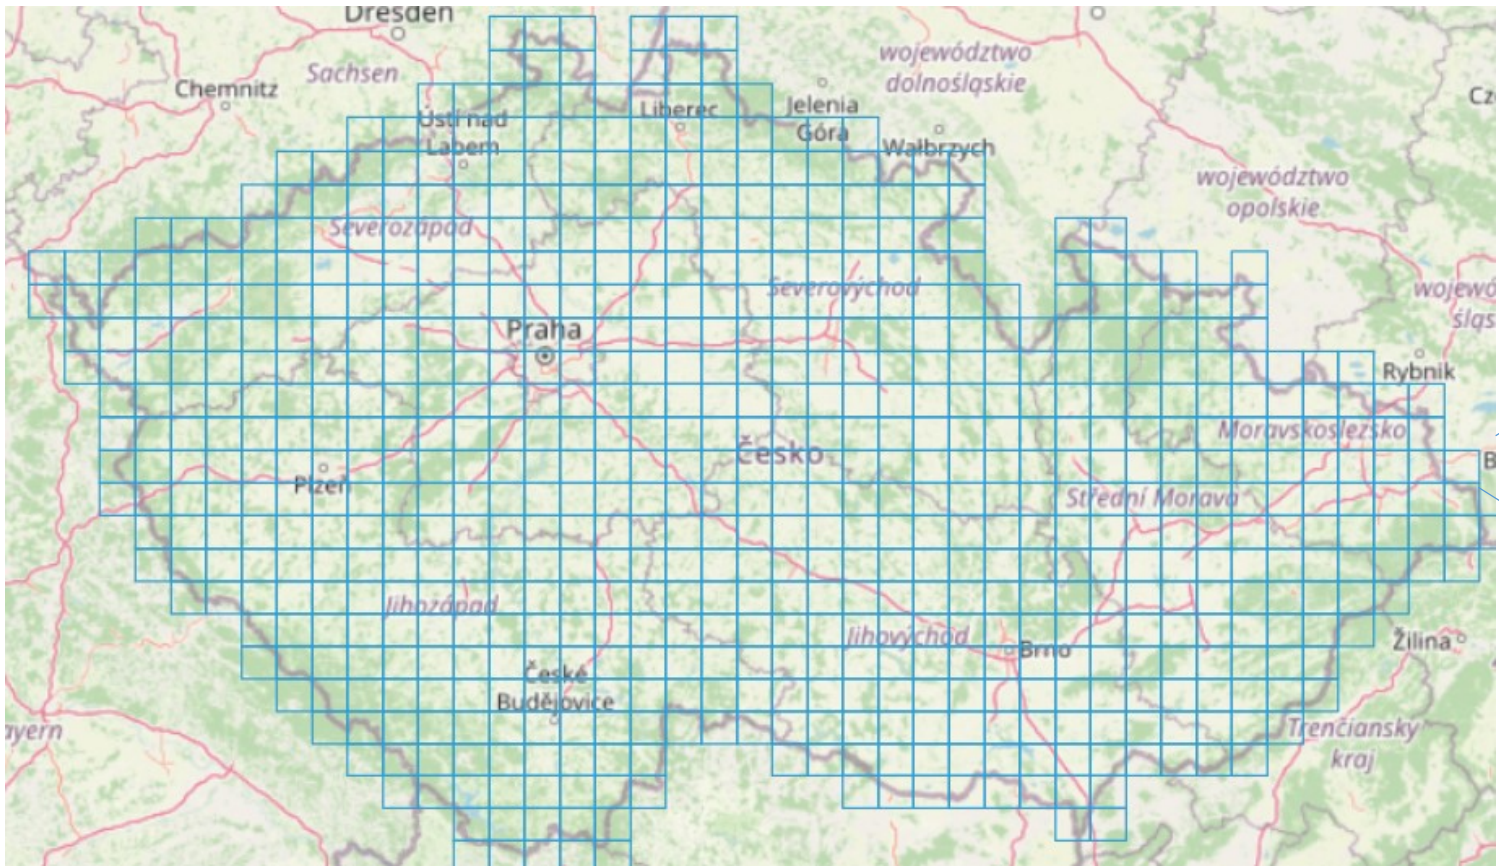 Dresden
Chemnitz
Sachsen
Ústí nad
Labem
Liberec
Jelenia
Góra
województwo
dolnośląskie
Wałbrzych
województwo
opolskie
Severozápad
Severovýchod
Praha
Rybnik
Moravskoslezsko
Česko
Plzeň
Střední Morava
Jihozápad
Jihovýchod
Brno
Žilina
České
Budějovice
Trenčiansky
kraj